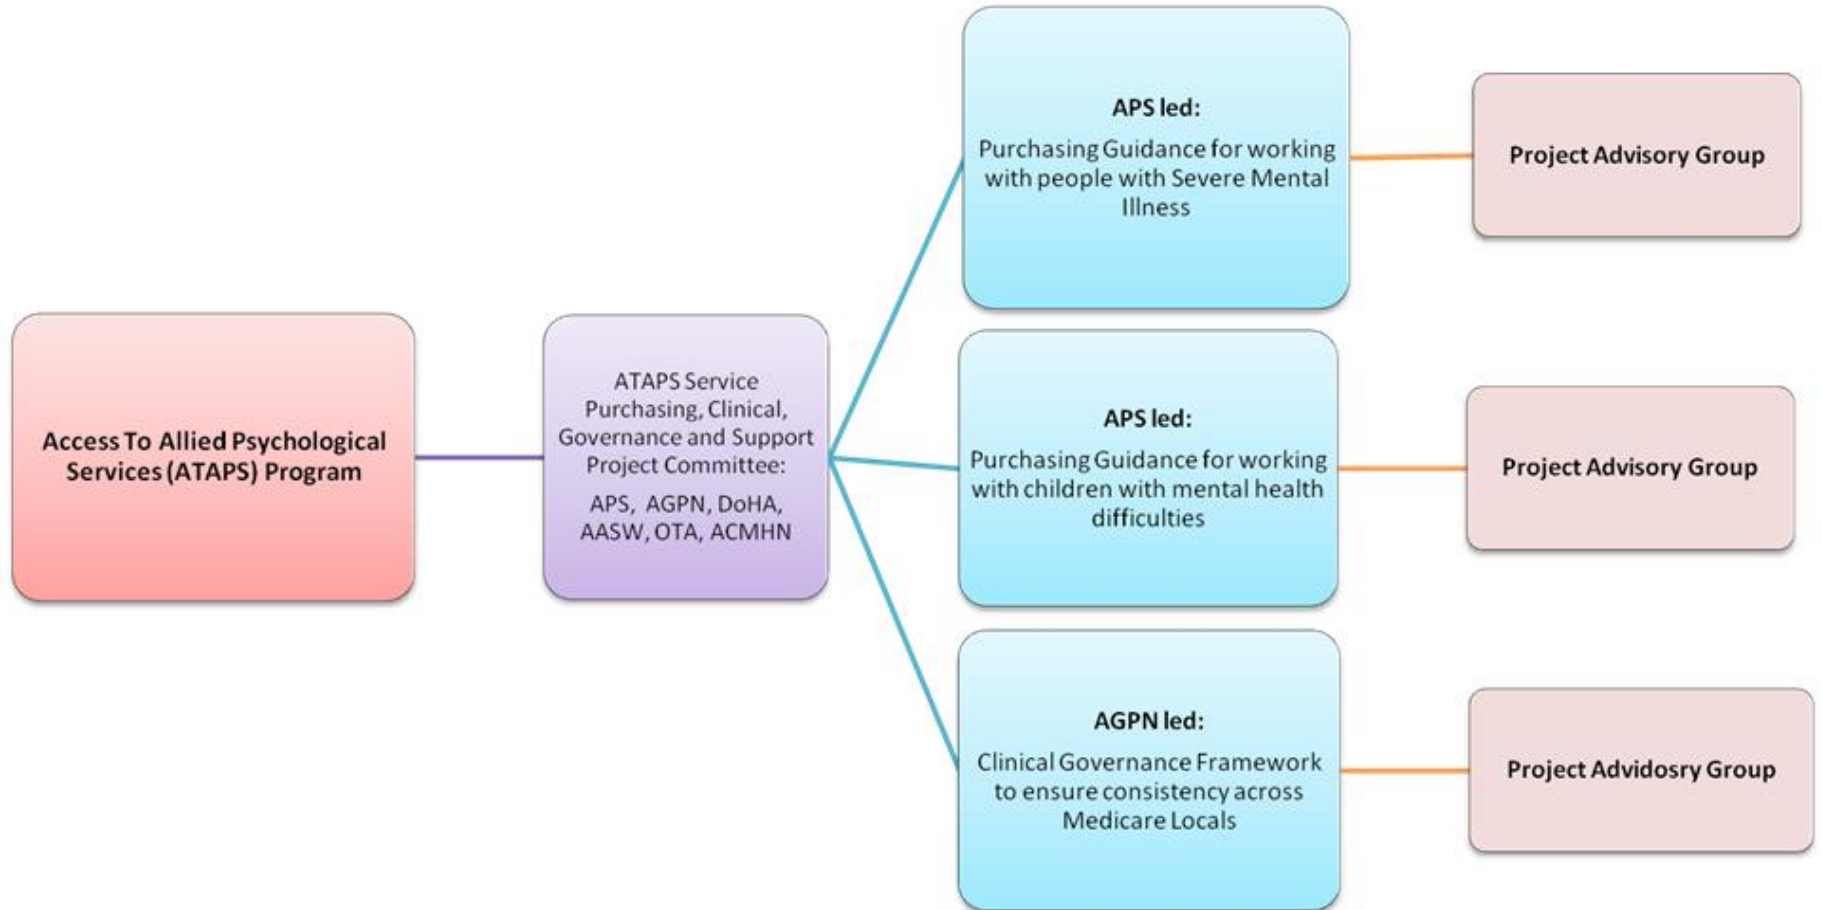 Access To Allied Psychological
Services (ATAPS) Program
ATAPS Service
Purchasing, Clinical,
Governance and Support
Project Committee:
APS, AGPN, DoHA,
AASW, OTA, ACMHN
APS led:
Purchasing Guidance for working
with people with Severe Mental
Illness
Project Advisory Group
APS led:
Purchasing Guidance for working
with children with mental health
difficulties
Project Advisory Group
AGPN led:
Clinical Governance Framework
to ensure consistency across
Medicare Locals
Project Advidosry Group